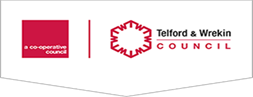 a co-operative
council
Telford & Wrekin
COUNCIL